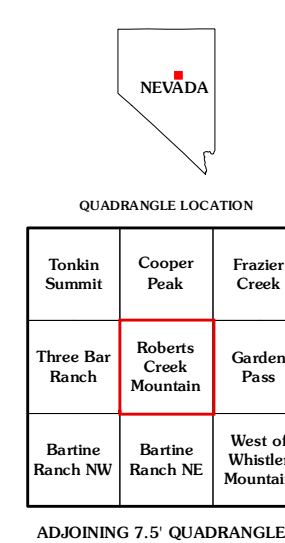 NEVADA
QUADRANGLE LOCATION
Tonkin
Summit
Cooper
Peak
Frazier
Creek
Three Bar
Ranch
Roberts
Creek
Mountain
Garden
Pass
Bartine
Ranch NW
Bartine
Ranch NE
West of
Whistler
Mountain
ADJOINING 7.5' QUADRANGLE